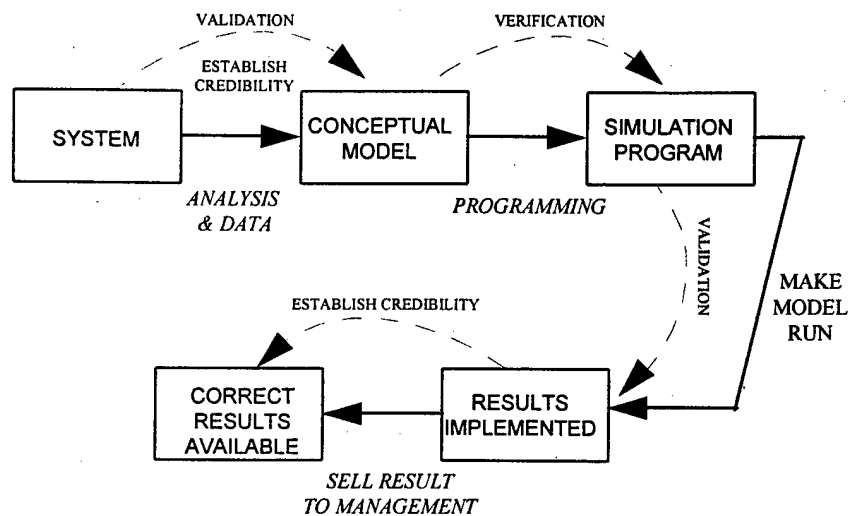 VALIDATION
VERIFICATION
ESTABLISH
CREDIBILITY
SYSTEM
CONCEPTUAL
MODEL
SIMULATION
PROGRAM
ANALYSIS
& DATA
PROGRAMMING
VALIDATION
MAKE
MODEL
RUN
ESTABLISH CREDIBILITY
CORRECT
RESULTS
AVAILABLE
RESULTS
IMPLEMENTED
SELL RESULT
TO MANAGEMENT